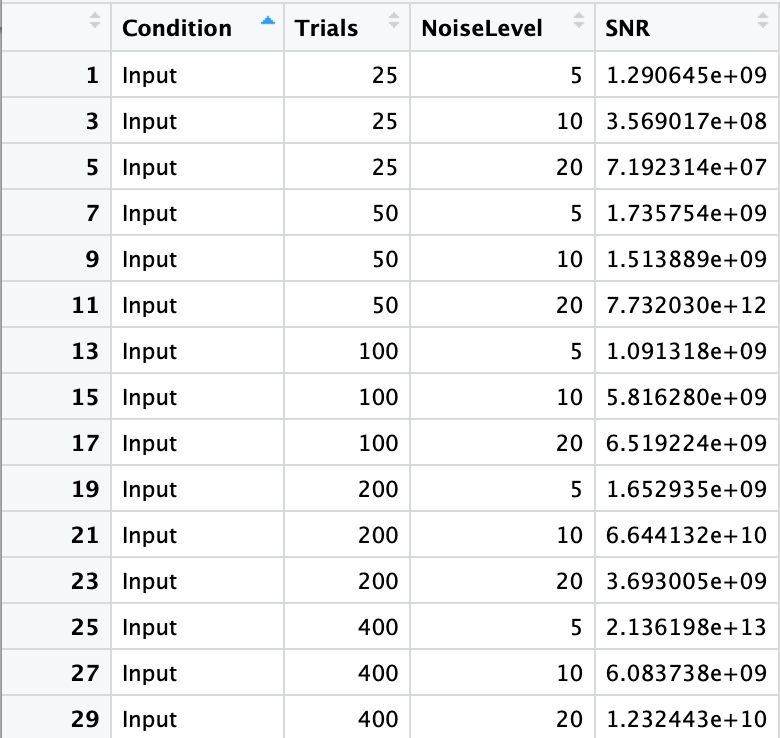 Condition Trials NoiseLevel SNR
1 Input 25 5 1.290645e+09
3 Input 25 10 3.569017e+08
5 Input 25 20 7.192314e+07
7 Input 50 5 1.735754e+09
9 Input 50 10 1.513889e+09
11 Input 50 20 7.732030e+12
13 Input 100 5 1.091318e+09
15 Input 100 10 5.816280e+09
17 Input 100 20 6.519224e+09
19 Input 200 5 1.652935e+09
21 Input 200 10 6.644132e+10
23 Input 200 20 3.693005e+09
25 Input 400 5 2.136198e+13
27 Input 400 10 6.083738e+09
29 Input 400 20 1.232443e+10